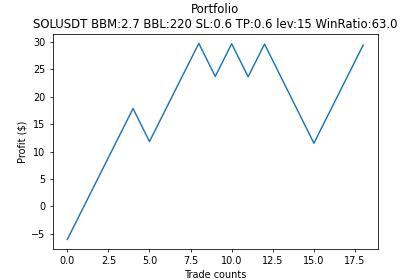 Portfolio
SOLUSDT BBM:2.7 BBL:220 SL:0.6 TP:0.6 lev:15 WinRatio:63.0
30
25
20
15
10
5
0
−5
Profit ($)
0.0 2.5 5.0 7.5 10.0 12.5 15.0 17.5
Trade counts